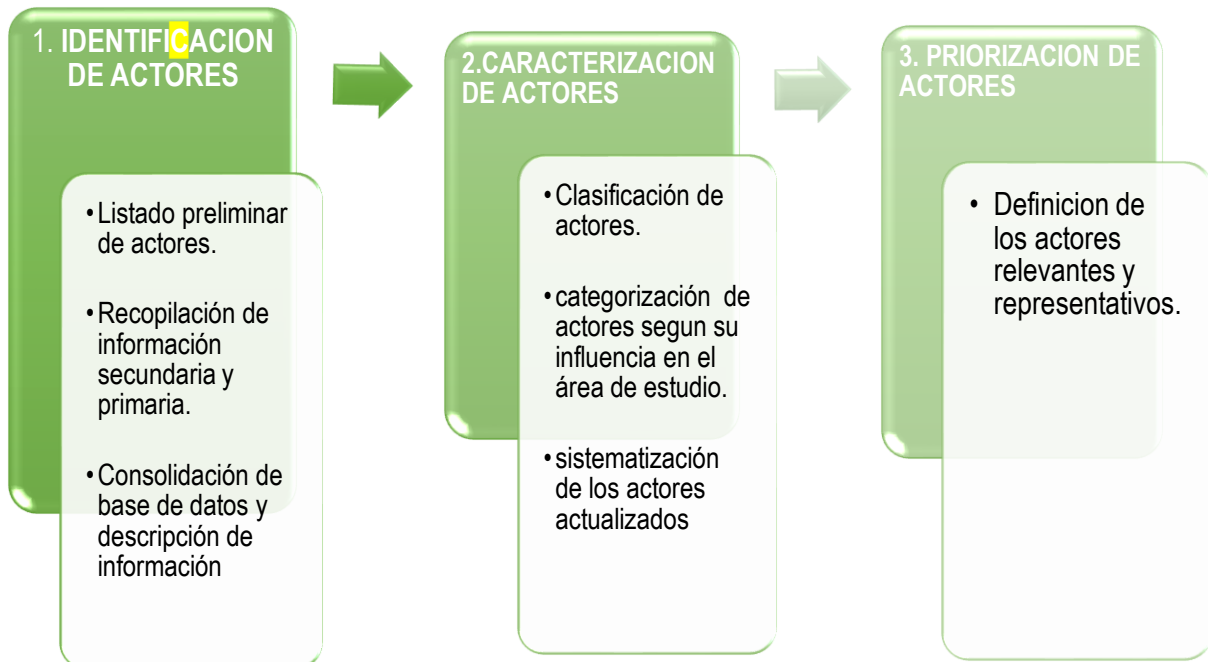 1. IDENTIFICACION
DE ACTORES
•Listado preliminar
de actores.
•Recopilación de
información
secundaria y
primaria.
•Consolidación de
base de datos y
descripción de
información
2.CARACTERIZACION
DE ACTORES
•Clasificación de
actores.
•categorización de
actores segun su
influencia en el
área de estudio.
•sistematización
de los actores
actualizados
3. PRIORIZACION DE
ACTORES
• Definicion de
los actores
relevantes y
representativos.